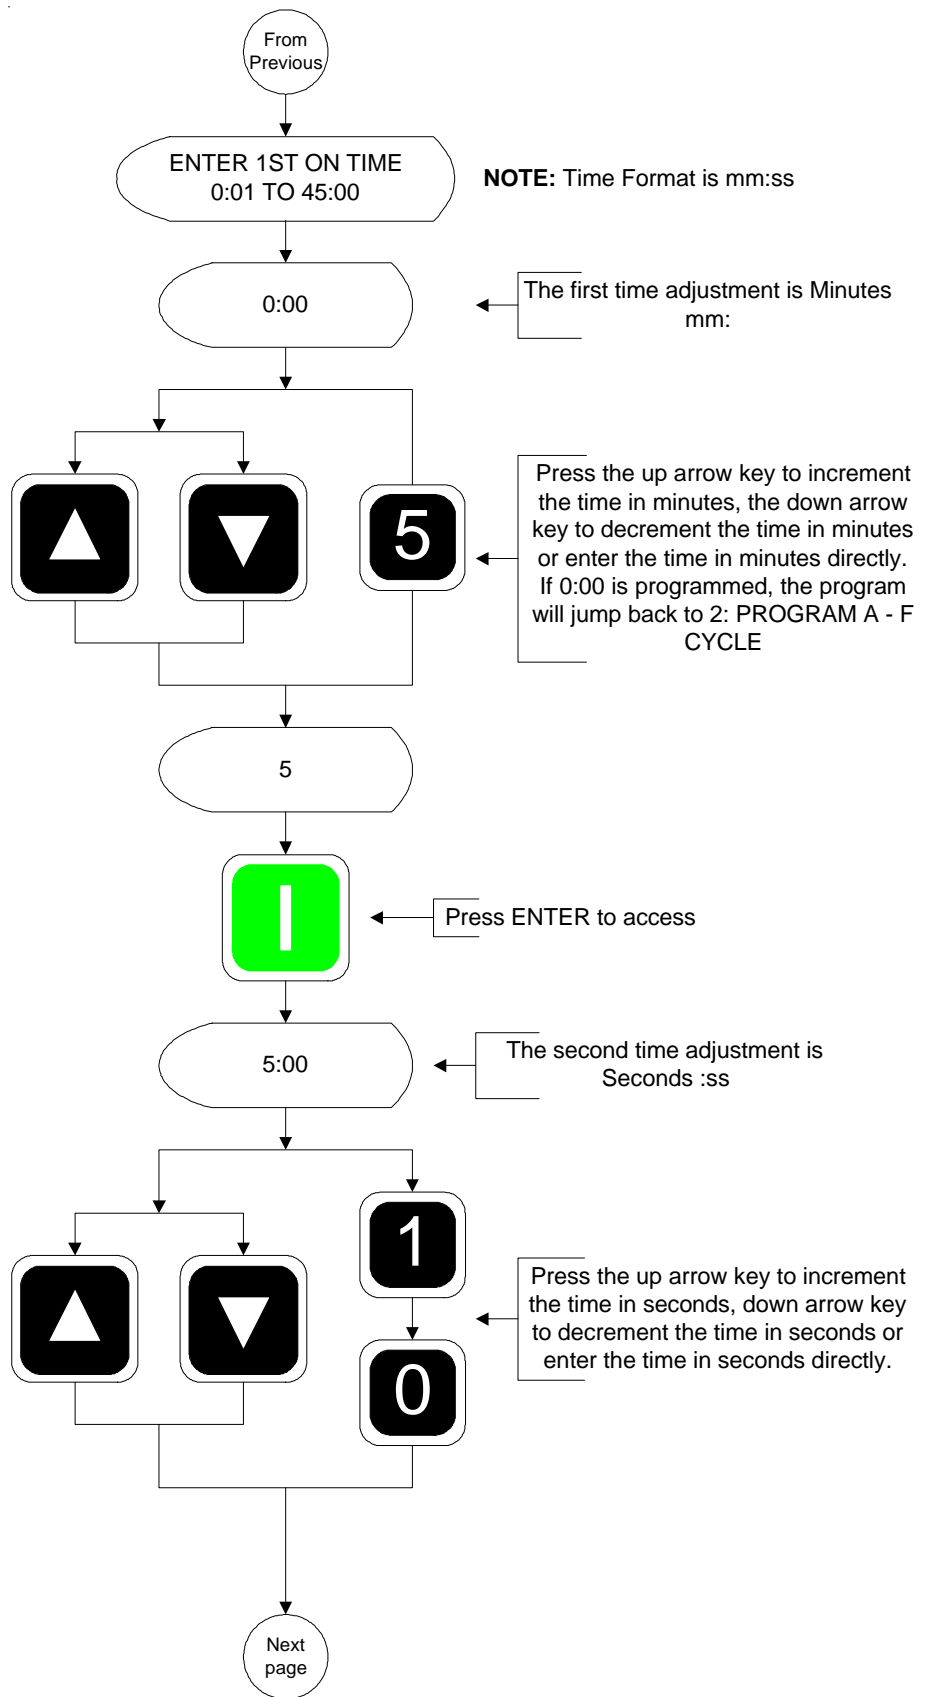 From
Previous
ENTER 1ST ON TIME
0:01 TO 45:00
NOTE: Time Format is mm:ss
0:00
The first time adjustment is Minutes
mm:
5
Press the up arrow key to increment
the time in minutes, the down arrow
key to decrement the time in minutes
or enter the time in minutes directly.
If 0:00 is programmed, the program
will jump back to 2: PROGRAM A - F
CYCLE
5
I
Press ENTER to access
5:00
The second time adjustment is
Seconds :ss
1
0
Press the up arrow key to increment
the time in seconds, down arrow key
to decrement the time in seconds or
enter the time in seconds directly.
Next
page